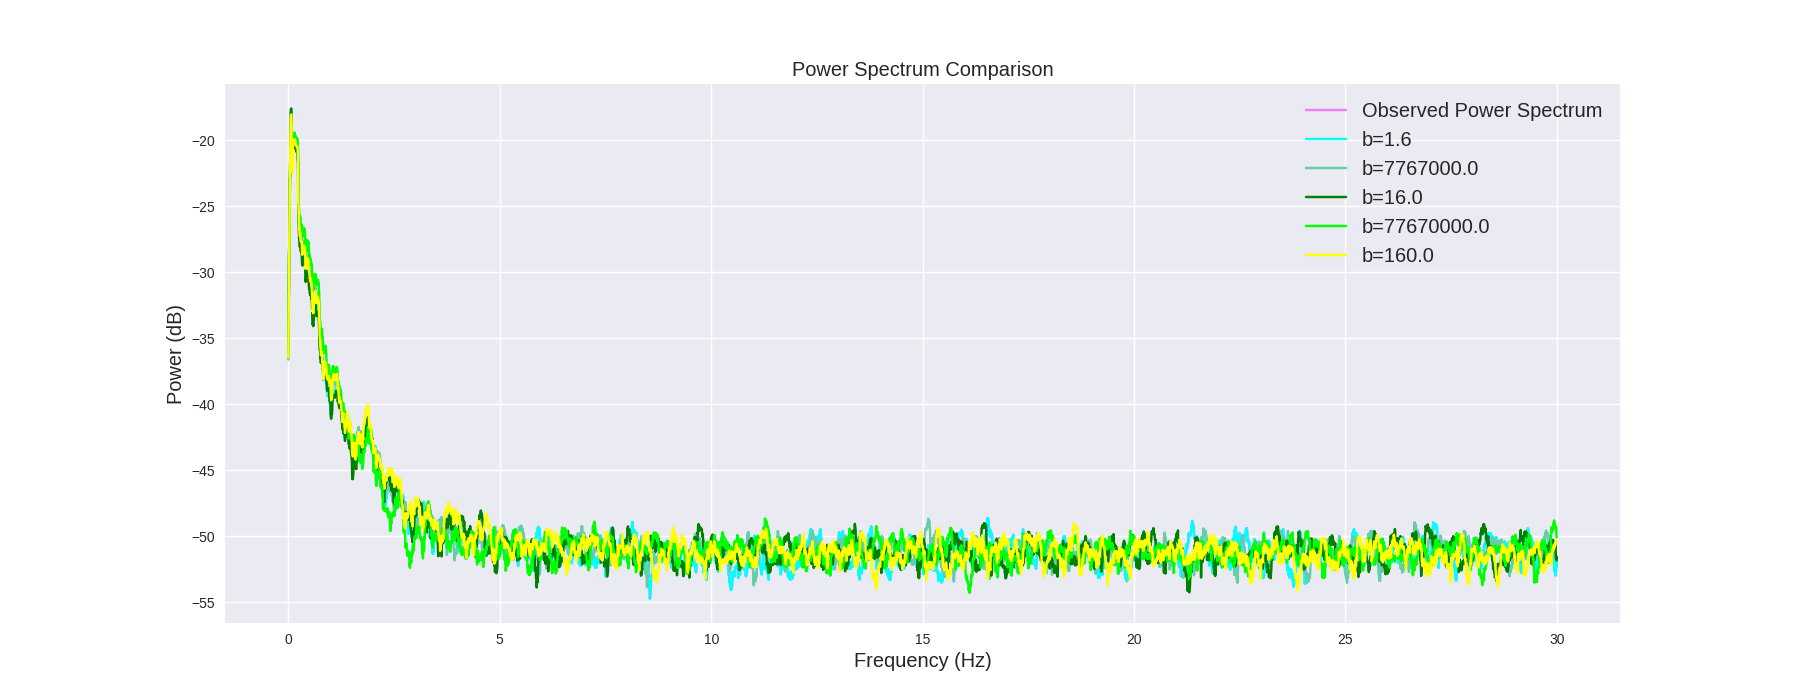 Power Spectrum Comparison
Observed Power Spectrum
b=1.6
b=7767000.0
b=16.0
b=77670000.0
b=160.0
Power (dB)
−20
−25
−30
−35
−40
−45
−50
−55
0 5 10 15 20 25 30
Frequency (Hz)